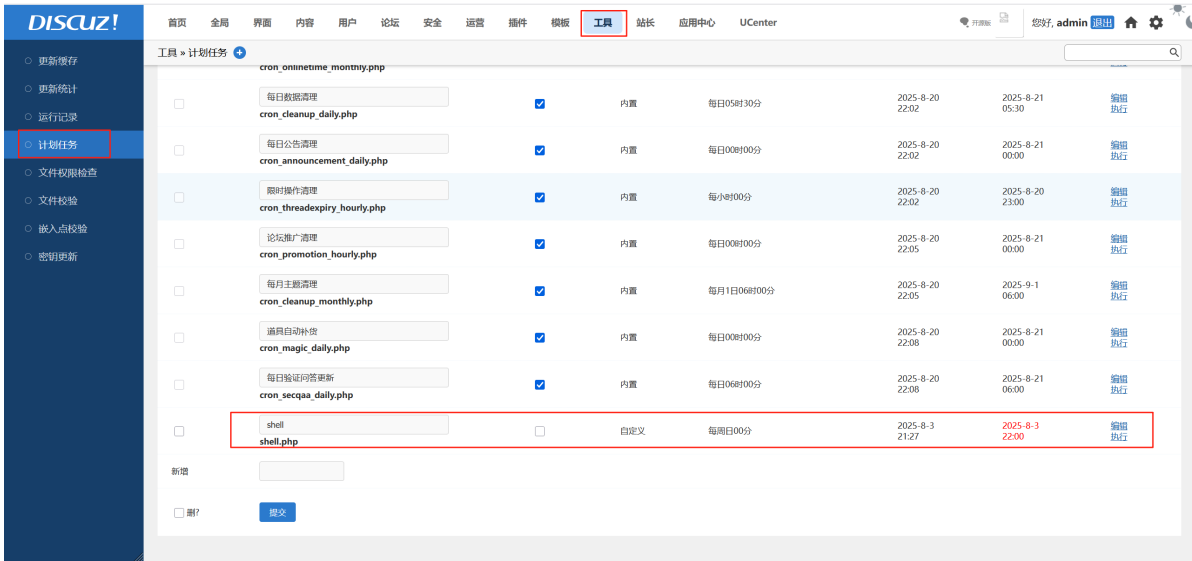 DISCUZ!
首页 全局 界面 内容 用户 论坛 安全 运营 插件 模板 工具 站长 应用中心 UCenter
开源版
您好, admin 退出
工具 » 计划任务
更新缓存
更新统计
运行记录
计划任务
文件权限检查
文件校验
嵌入点校验
密钥更新
cron_onlinetime_monthly.php
每日数据清理 内置 每日05时30分 2025-8-20 2025-8-21 编辑
cron_cleanup_daily.php 22:02 05:30 执行
每日公告清理 内置 每日00时00分 2025-8-20 2025-8-21 编辑
cron_announcement_daily.php 22:02 00:00 执行
限时操作清理 内置 每小时00分 2025-8-20 2025-8-20 编辑
cron_threadexpiry_hourly.php 22:02 23:00 执行
论坛推广清理 内置 每日00时00分 2025-8-20 2025-8-21 编辑
cron_promotion_hourly.php 22:05 00:00 执行
每月主题清理 内置 每月1日06时00分 2025-8-20 2025-9-1 编辑
cron_cleanup_monthly.php 22:05 06:00 执行
道具自动补货 内置 每日00时00分 2025-8-20 2025-8-21 编辑
cron_magic_daily.php 22:08 00:00 执行
每日验证问答更新 内置 每日06时00分 2025-8-20 2025-8-21 编辑
cron_secqaa_daily.php 22:08 06:00 执行
shell 自定义 每周日00分 2025-8-3 2025-8-3 编辑
shell.php 21:27 22:00 执行
新增
删? 提交